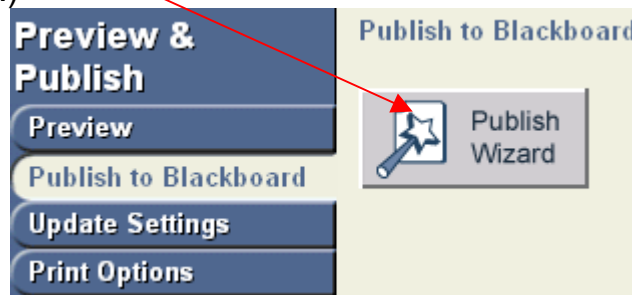 Preview &
Publish
Preview
Publish to Blackboard
Update Settings
Print Options
Publish to Blackboard
Publish
Wizard